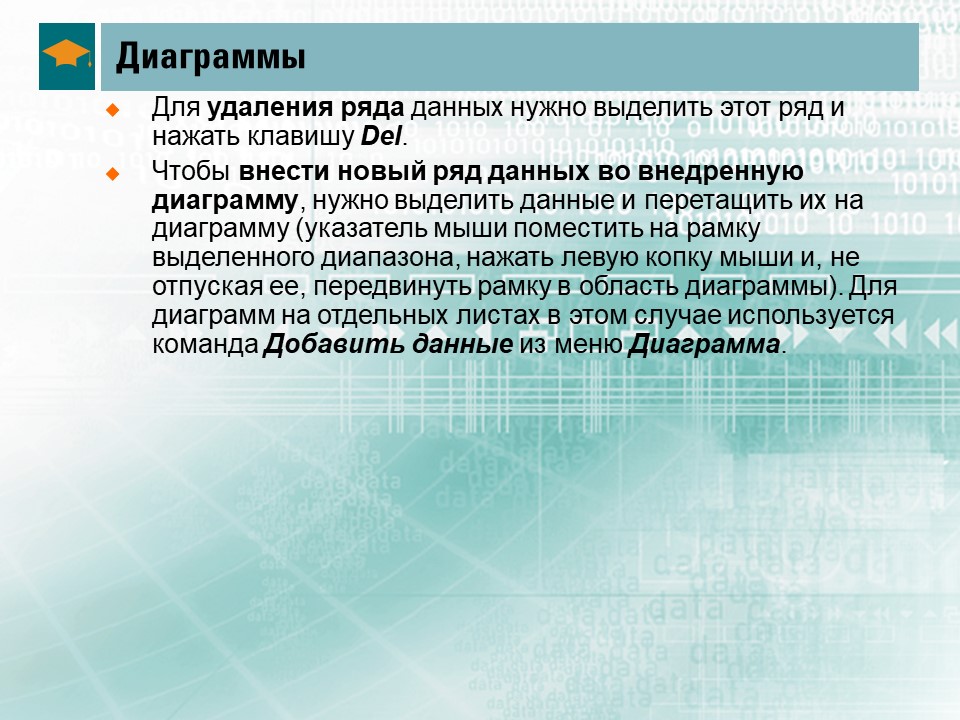 Диаграммы
Для удаления ряда данных нужно выделить этот ряд и
нажать клавишу Del.
Чтобы внести новый ряд данных во внедренную
диаграмму, нужно выделить данные и перетащить их на
диаграмму (указатель мыши поместить на рамку
выделенного диапазона, нажать левую копку мыши и, не
отпуская ее, передвинуть рамку в область диаграммы). Для
диаграмм на отдельных листах в этом случае используется
команда Добавить данные из меню Диаграмма.